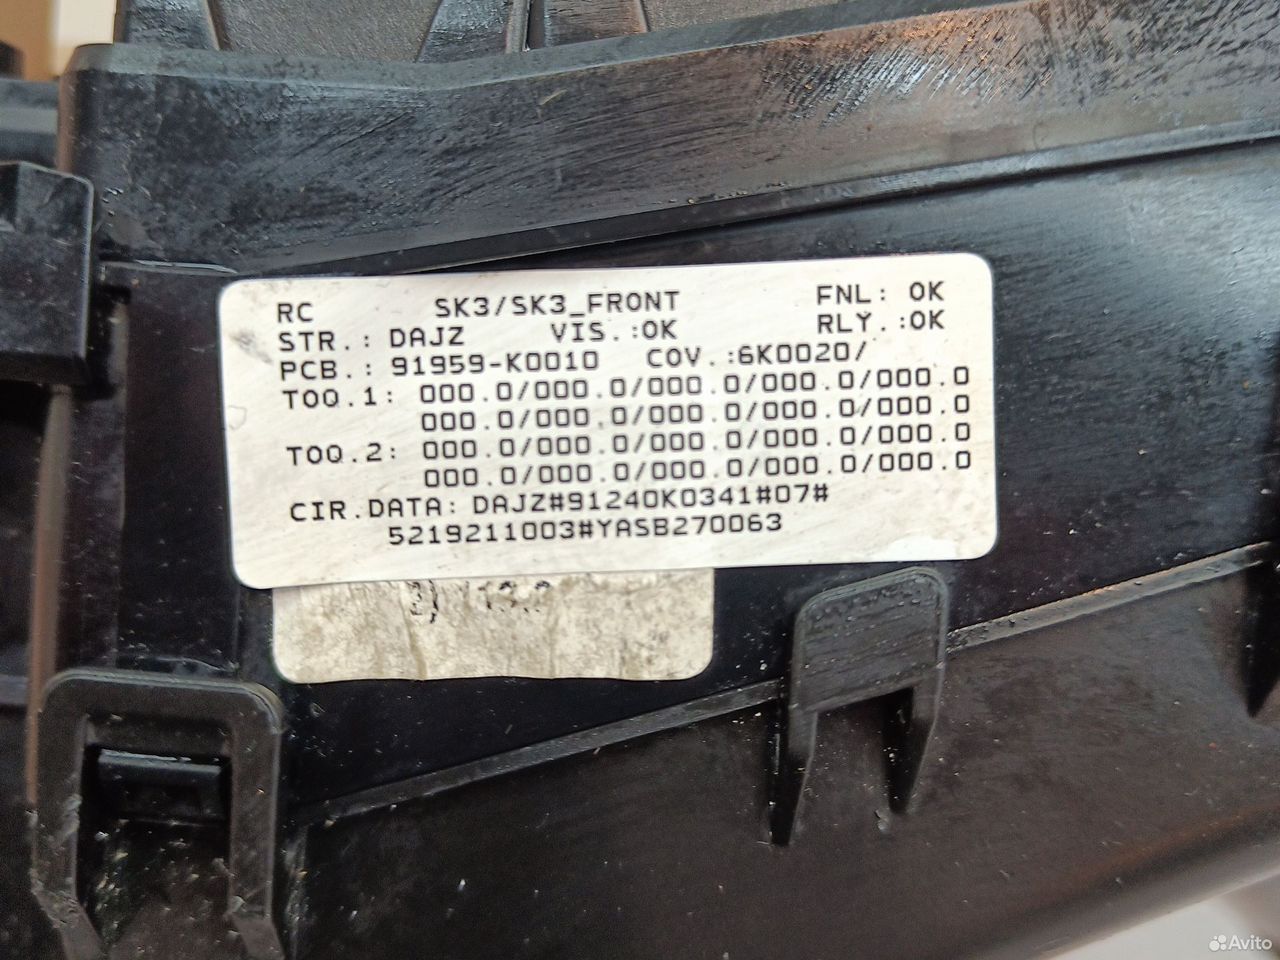 RC SK3/SK3_FRONT FNL: OK
STR.: DAJZ VIS.:OK RLY.:OK
PCB.: 91959-K0010 COV.:6K0020/
TOQ.1: 000.0/000.0/000.0/000.0/000.0
000.0/000.0/000.0/000.0/000.0
TOQ.2: 000.0/000.0/000.0/000.0/000.0
000.0/000.0/000.0/000.0/000.0
CIR.DATA: DAJZ#91240K0341#07#
5219211003#YASB270063
Avito